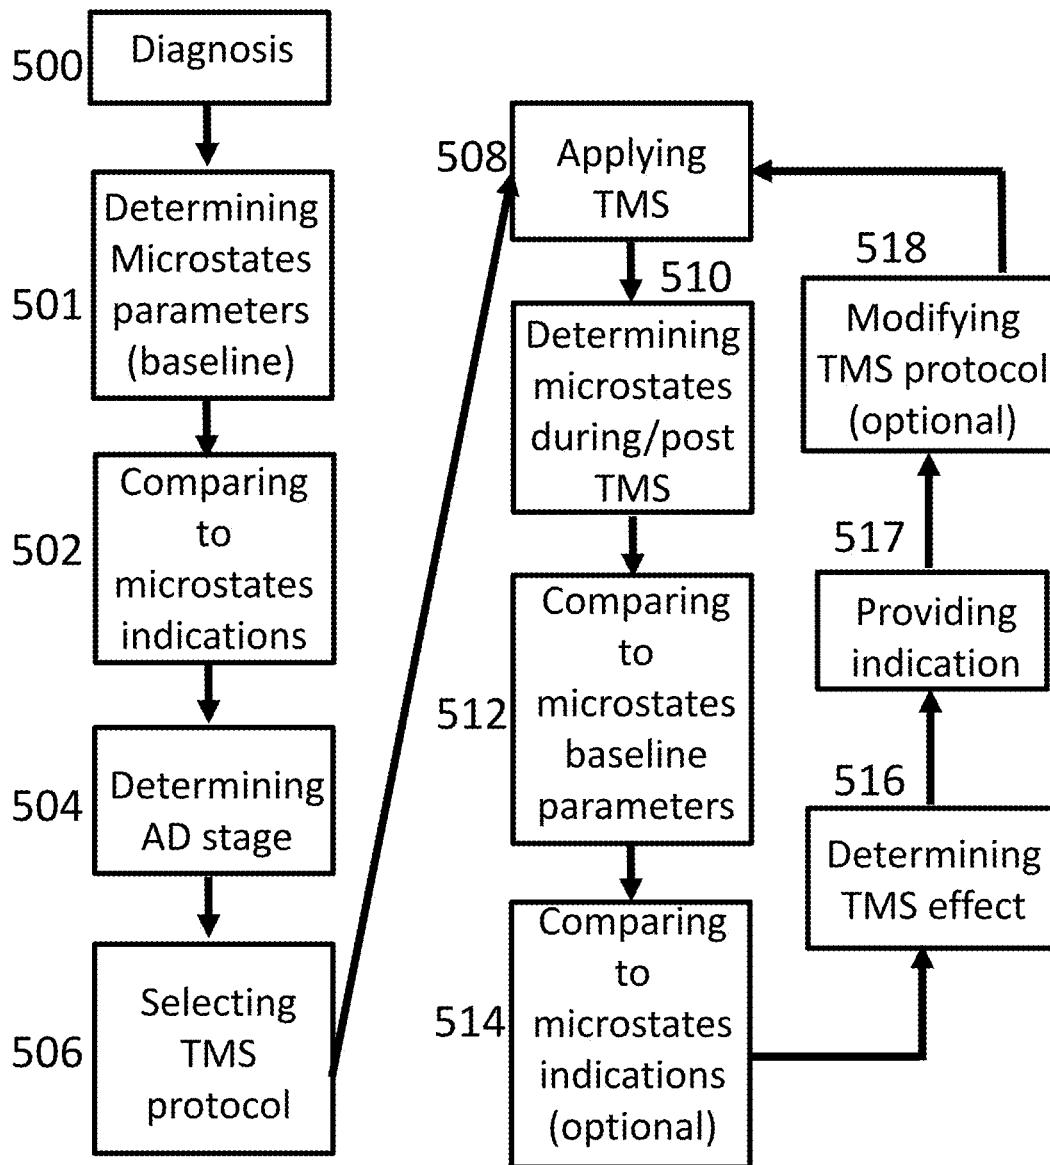 500
Diagnosis
501
Determining
Microstates
parameters
(baseline)
502
Comparing
to
microstates
indications
504
Determining
AD stage
506
Selecting
TMS
protocol
508
Applying
TMS
510
Determining
microstates
during/post
TMS
512
Comparing
to
microstates
baseline
parameters
514
Comparing
to
microstates
indications
(optional)
516
Determining
TMS effect
517
Providing
indication
518
Modifying
TMS protocol
(optional)